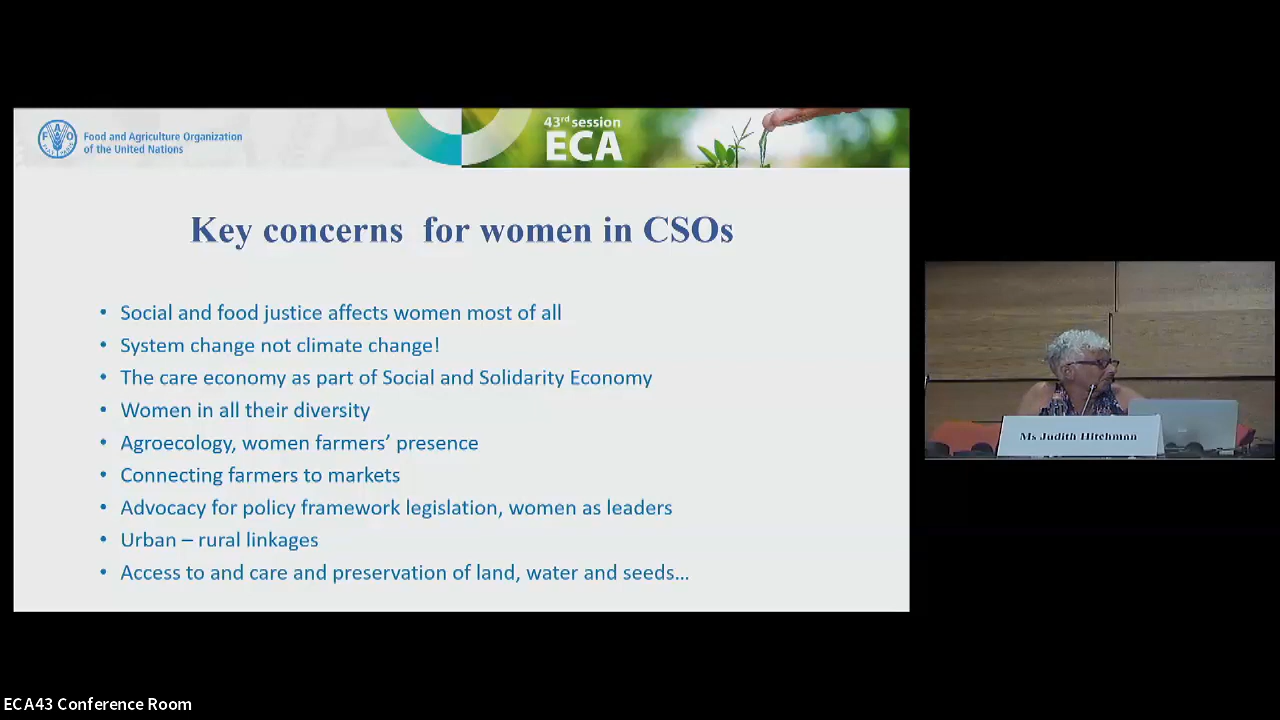 Food and Agriculture Organization
of the United Nations
43rd session
ECA
Key concerns for women in CSOs
• Social and food justice affects women most of all
• System change not climate change!
• The care economy as part of Social and Solidarity Economy
• Women in all their diversity
• Agroecology, women farmers’ presence
• Connecting farmers to markets
• Advocacy for policy framework legislation, women as leaders
• Urban – rural linkages
• Access to and care and preservation of land, water and seeds…
Ms Judith Hitchman
ECA43 Conference Room